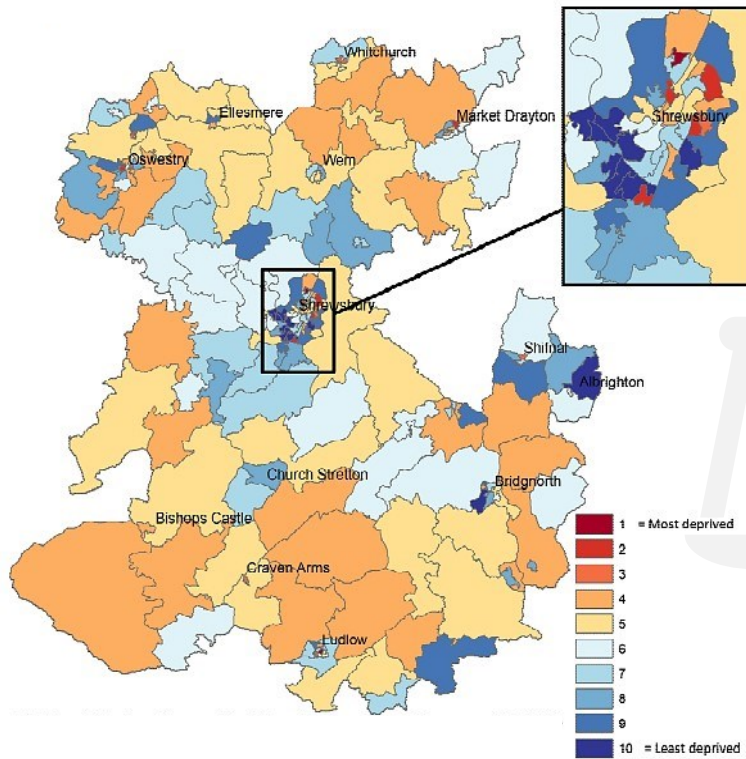 Whitchurch
Ellesmere
Market Drayton
Oswestry
Wem
Shrewsbury
Shrewsbury
Shifnal
Albrighton
Church Stretton
Bridgnorth
Bishops Castle
Craven Arms
Ludlow
1 = Most deprived
2
3
4
5
6
7
8
9
10 = Least deprived